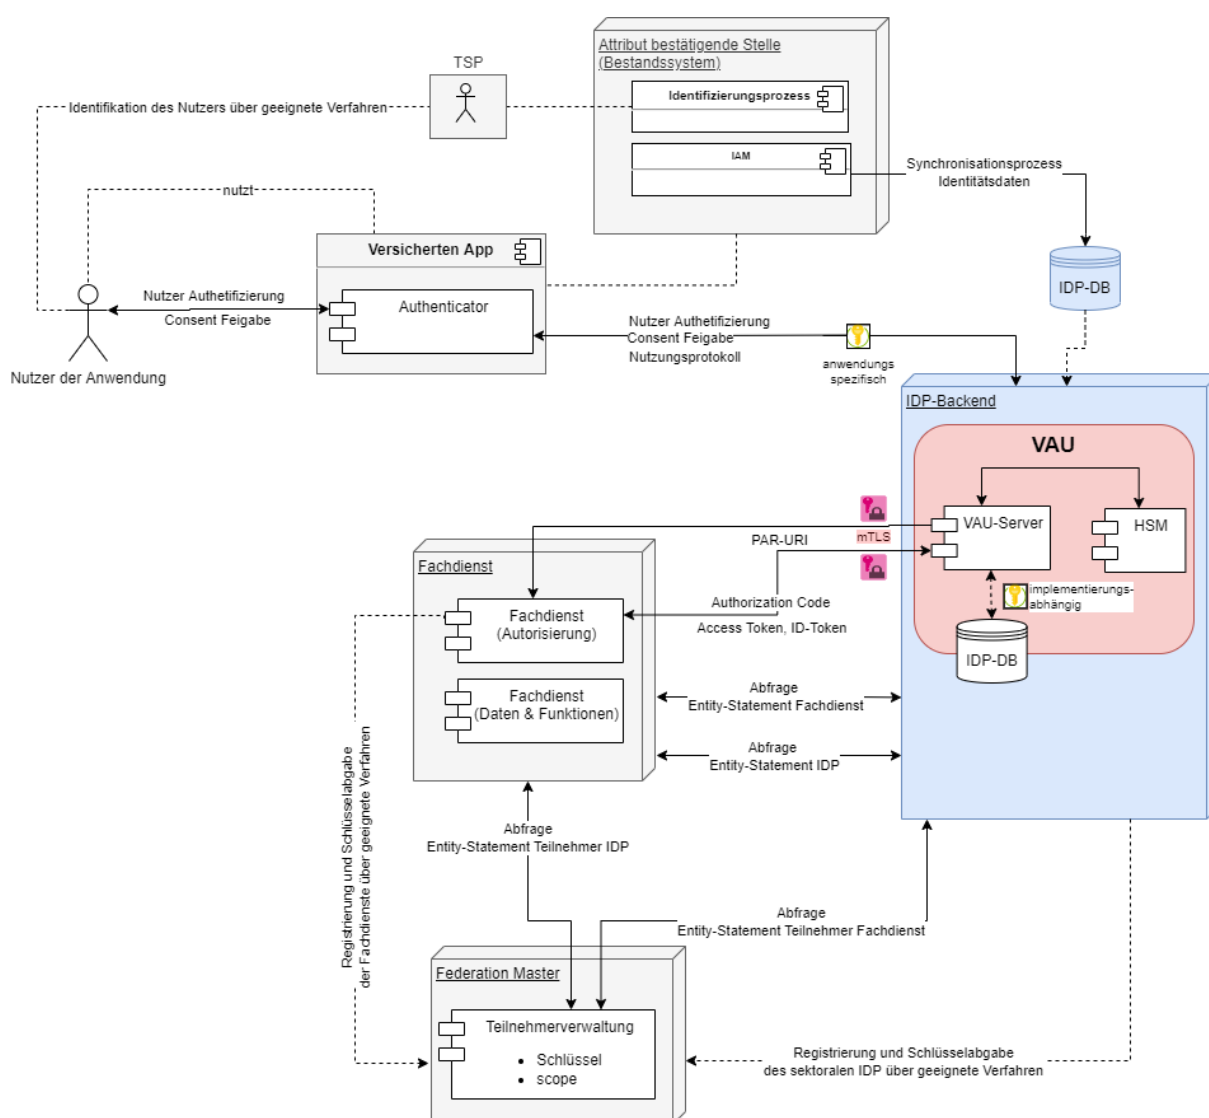 Attribut bestätigende Stelle
(Bestandssystem)
TSP
Identifizierungsprozess
Identifikation des Nutzers über geeignete Verfahren
IAM
Synchronisationsprozess
Identitätsdaten
nutzt
Versicherten App
IDP-DB
Nutzer Authetifizierung
Consent Feigabe
Authenticator
Nutzer Authetifizierung
Consent Feigabe
Nutzungsprotokoll
anwendungs
spezifisch
Nutzer der Anwendung
IDP-Backend
VAU
VAU-Server
HSM
PAR-URI
mTLS
Fachdienst
implementierungs-
abhängig
Fachdienst
(Autorisierung)
Authorization Code
Access Token, ID-Token
IDP-DB
Fachdienst
(Daten & Funktionen)
Abfrage
Entity-Statement Fachdienst
Abfrage
Entity-Statement IDP
Registrierung und Schlüsselabgabe
der Fachdienste über geeignete Verfahren
Abfrage
Entity-Statement Teilnehmer IDP
Abfrage
Entity-Statement Teilnehmer Fachdienst
Federation Master
Teilnehmerverwaltung
• Schlüssel
• scope
Registrierung und Schlüsselabgabe
des sektoralen IDP über geeignete Verfahren